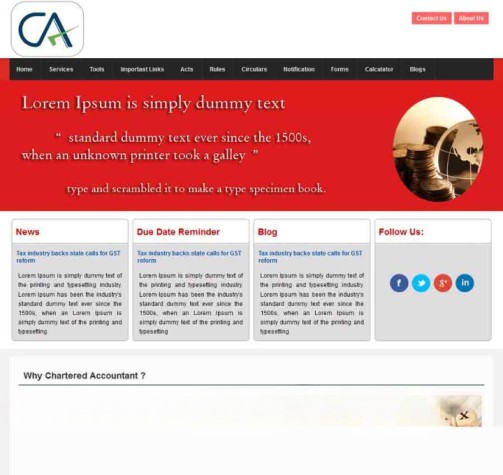 CA
Contact Us About Us
Home Services Tools Important Links Acts Rules Circulars Notification Forms Calculator Blogs
Lorem Ipsum is simply dummy text
“ standard dummy text ever since the 1500s,
when an unknown printer took a galley ”
type and scrambled it to make a type specimen book.
News
Tax industry backs state calls for GST
reform
Lorem Ipsum is simply dummy text of
the printing and typesetting industry.
Lorem Ipsum has been the industry's
standard dummy text ever since the
1500s, when an Lorem Ipsum is
simply dummy text of the printing and
typesetting
Due Date Reminder
Tax industry backs state calls for GST
reform
Lorem Ipsum is simply dummy text of
the printing and typesetting industry.
Lorem Ipsum has been the industry's
standard dummy text ever since the
1500s, when an Lorem Ipsum is
simply dummy text of the printing and
typesetting
Blog
Tax industry backs state calls for GST
reform
Lorem Ipsum is simply dummy text of
the printing and typesetting industry.
Lorem Ipsum has been the industry's
standard dummy text ever since the
1500s, when an Lorem Ipsum is
simply dummy text of the printing and
typesetting
Follow Us:
f g+ in
Why Chartered Accountant ?